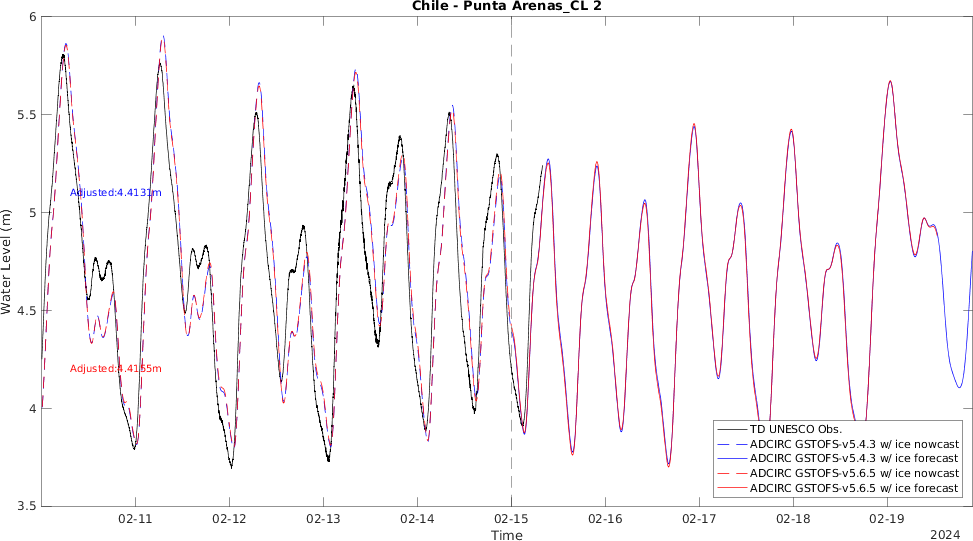 Chile - Punta Arenas_CL 2
6
5.5
5
4.5
4
3.5
Water Level (m)
Adjusted:4.4131m
Adjusted:4.4155m
TD UNESCO Obs.
ADCIRC GSTOFS-v5.4.3 w/ ice nowcast
ADCIRC GSTOFS-v5.4.3 w/ ice forecast
ADCIRC GSTOFS-v5.6.5 w/ ice nowcast
ADCIRC GSTOFS-v5.6.5 w/ ice forecast
02-11 02-12 02-13 02-14 02-15 02-16 02-17 02-18 02-19
Time
2024